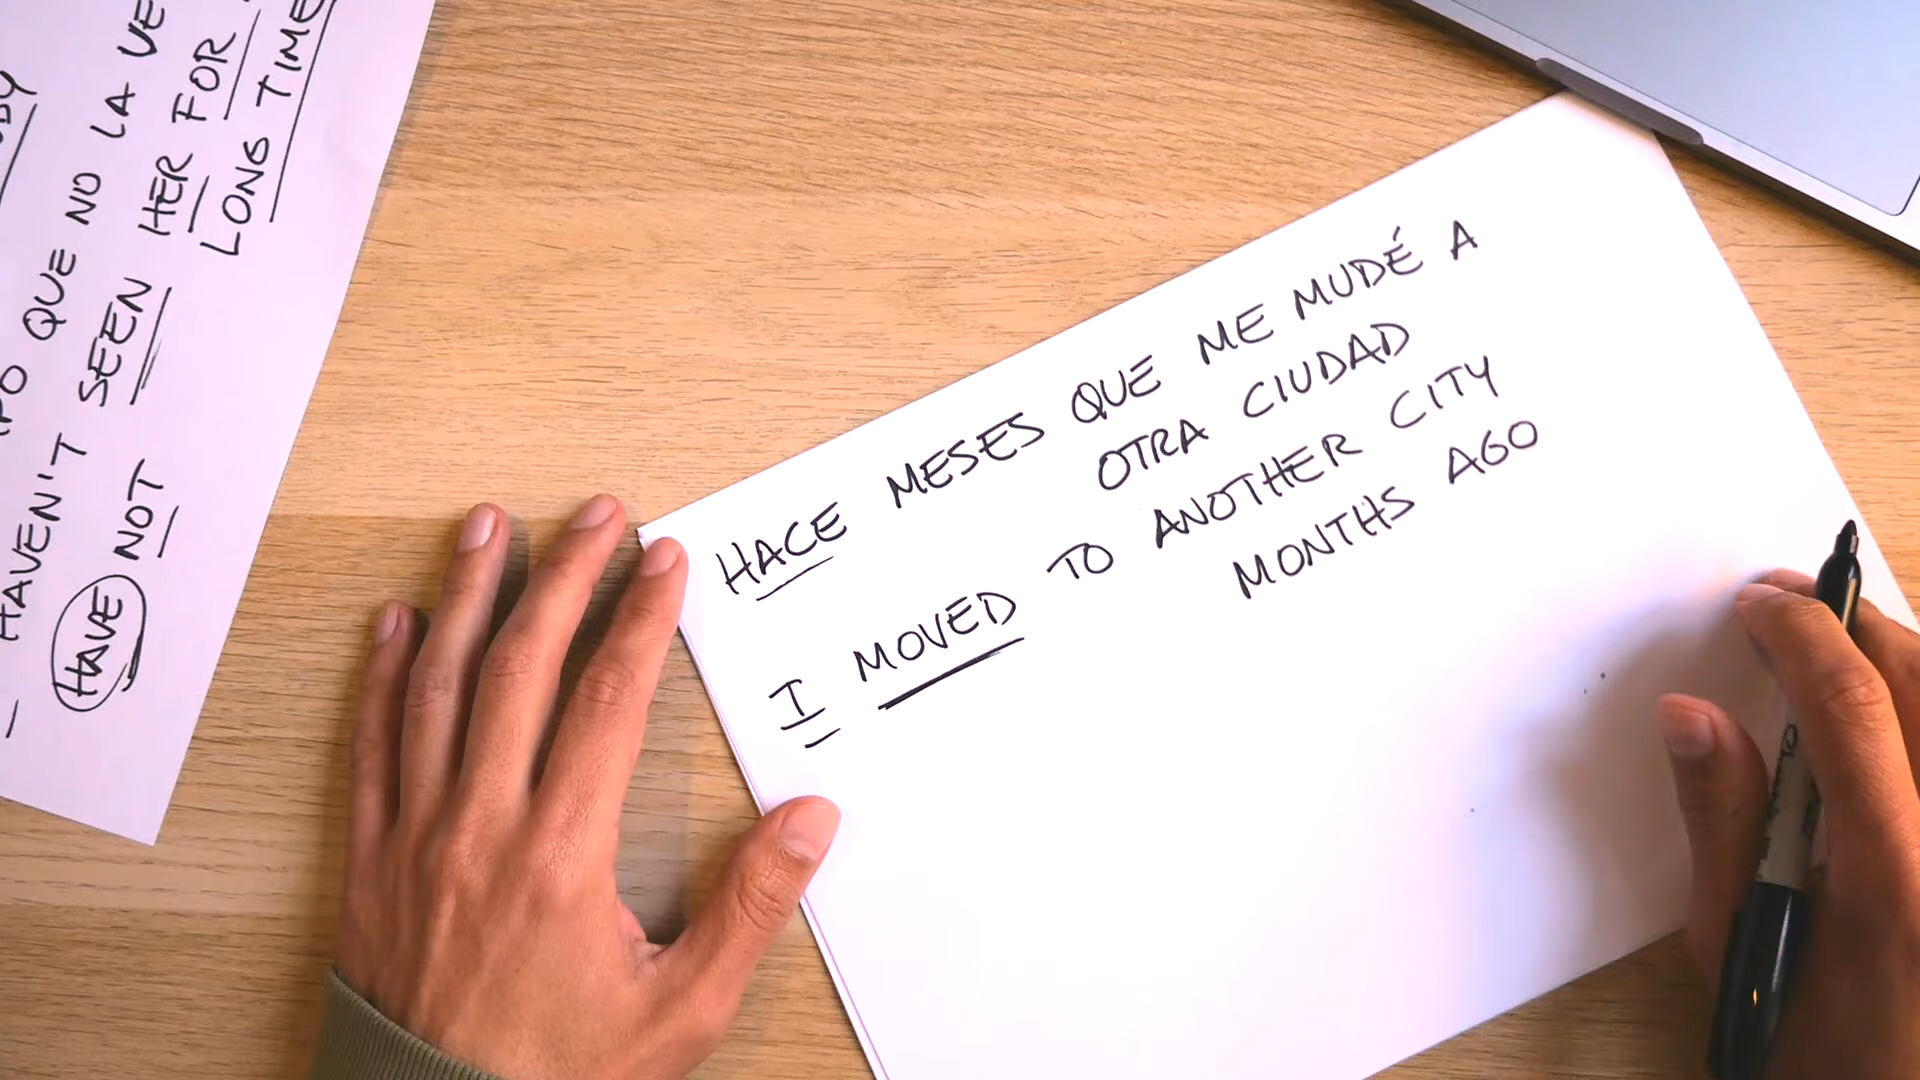 QUE NO LA VE
HAVEN'T SEEN HER FOR
LONG TIME
HAVE NOT
HACE MESES QUE ME MUDÉ A
OTRA CIUDAD
I MOVED TO ANOTHER CITY
MONTHS AGO